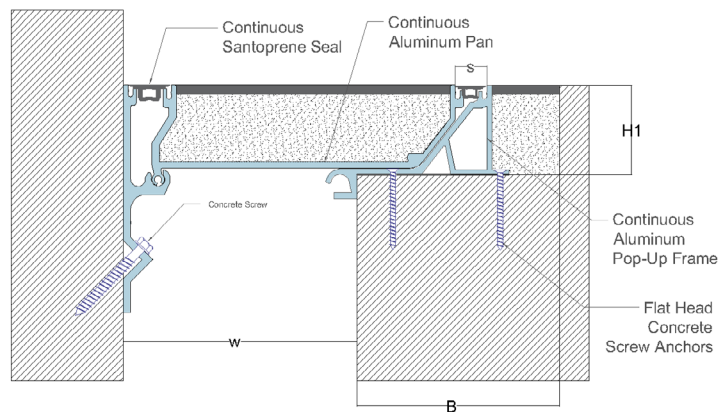 Continuous
Santoprene Seal
Continuous
Aluminum Pan
S
H1
Concrete Screw
Continuous
Aluminum
Pop-Up Frame
Flat Head
Concrete
Screw Anchors
w
B